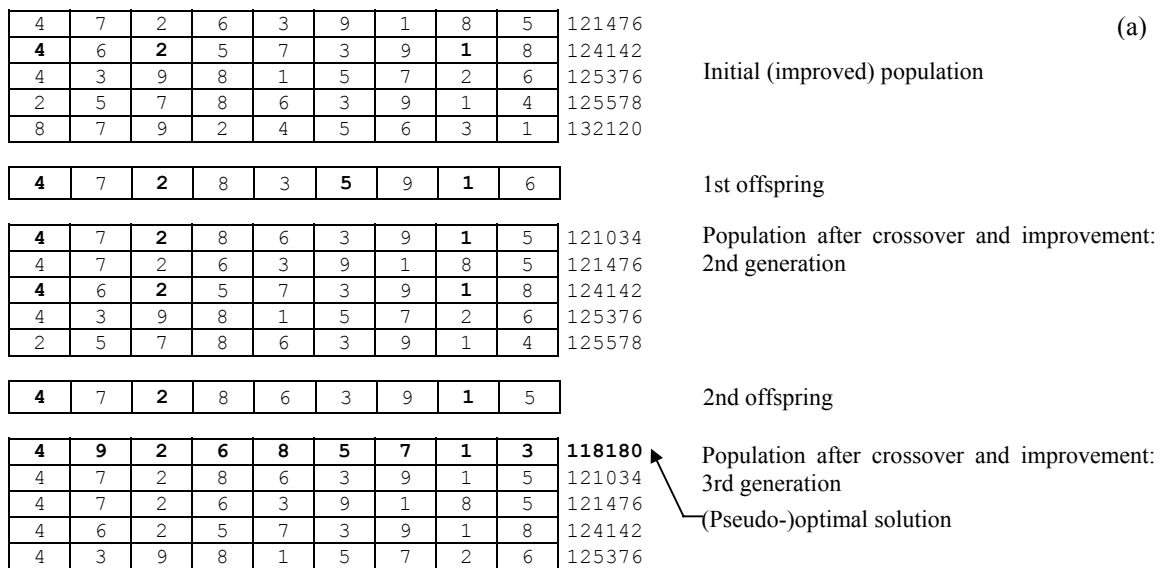 (a)
4 7 2 6 3 9 1 8 5 121476
4 6 2 5 7 3 9 1 8 124142
4 3 9 8 1 5 7 2 6 125376
2 5 7 8 6 3 9 1 4 125578
8 7 9 2 4 5 6 3 1 132120
Initial (improved) population
4 7 2 8 3 5 9 1 6
1st offspring
4 7 2 8 6 3 9 1 5 121034
4 7 2 6 3 9 1 8 5 121476
4 6 2 5 7 3 9 1 8 124142
4 3 9 8 1 5 7 2 6 125376
2 5 7 8 6 3 9 1 4 125578
Population after crossover and improvement:
2nd generation
4 7 2 8 6 3 9 1 5
2nd offspring
4 9 2 6 8 5 7 1 3 118180
4 7 2 8 6 3 9 1 5 121034
4 7 2 6 3 9 1 8 5 121476
4 6 2 5 7 3 9 1 8 124142
4 3 9 8 1 5 7 2 6 125376
Population after crossover and improvement:
3rd generation
(Pseudo-)optimal solution